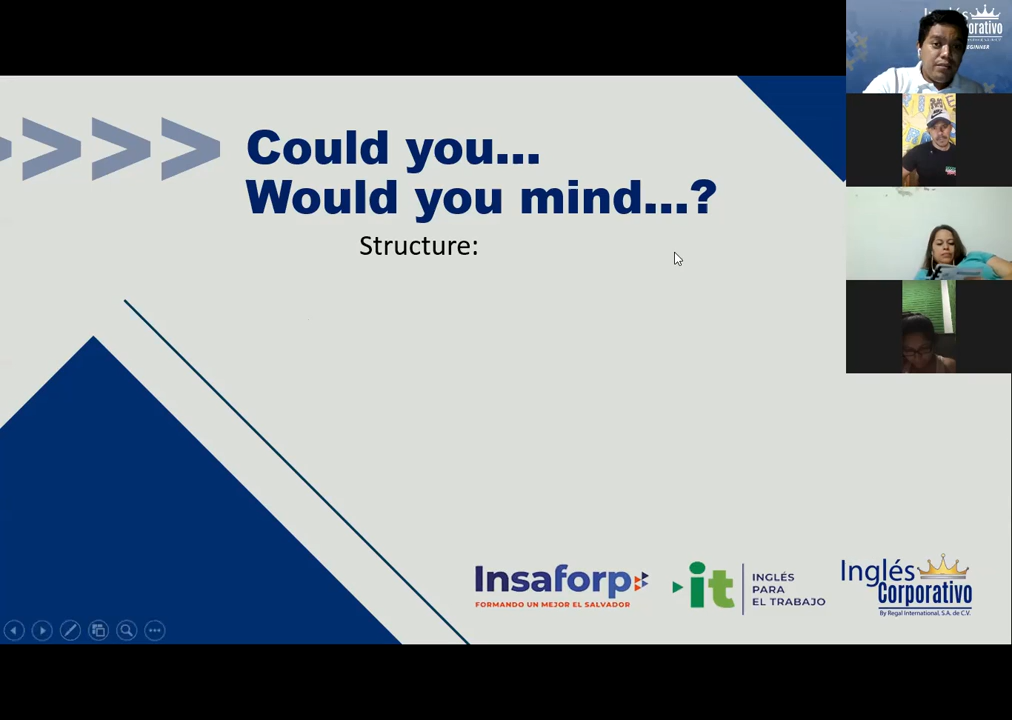 Could you...
Would you mind...?
Structure:
Insaforp
FORMANDO UN MEJOR EL SALVADOR
it
INGLÉS
PARA
EL TRABAJO
Inglés
Corporativo
By Regal International, S.A. de C.V.